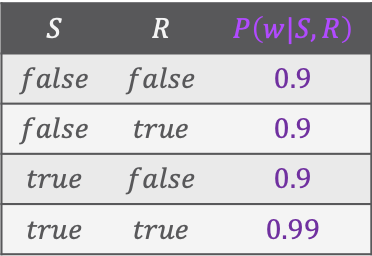 S R P(w|S, R)
false false 0.9
false true 0.9
true false 0.9
true true 0.99